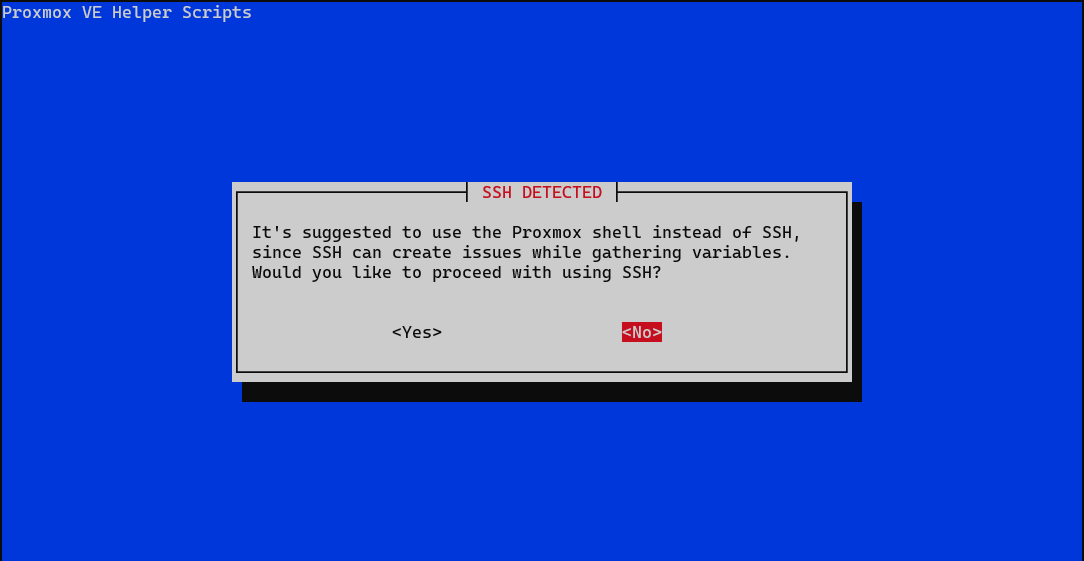 Proxmox VE Helper Scripts
SSH DETECTED
It's suggested to use the Proxmox shell instead of SSH,
since SSH can create issues while gathering variables.
Would you like to proceed with using SSH?
<Yes> <No>